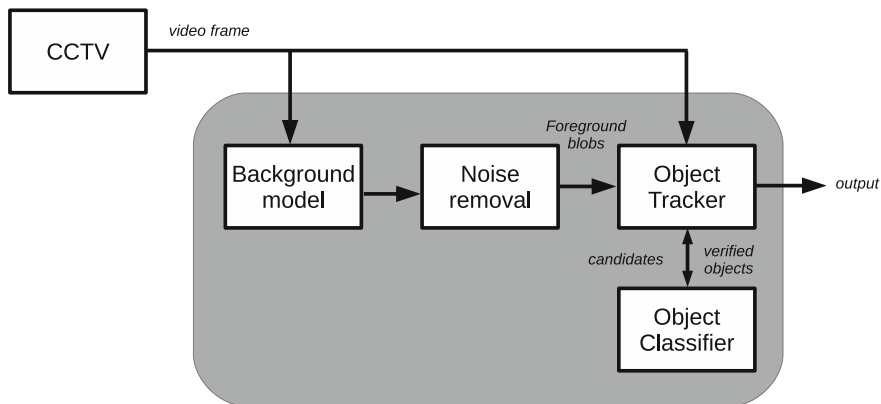 video frame
CCTV
Foreground
blobs
Background
model
Noise
removal
Object
Tracker
output
candidates
verified
objects
Object
Classifier